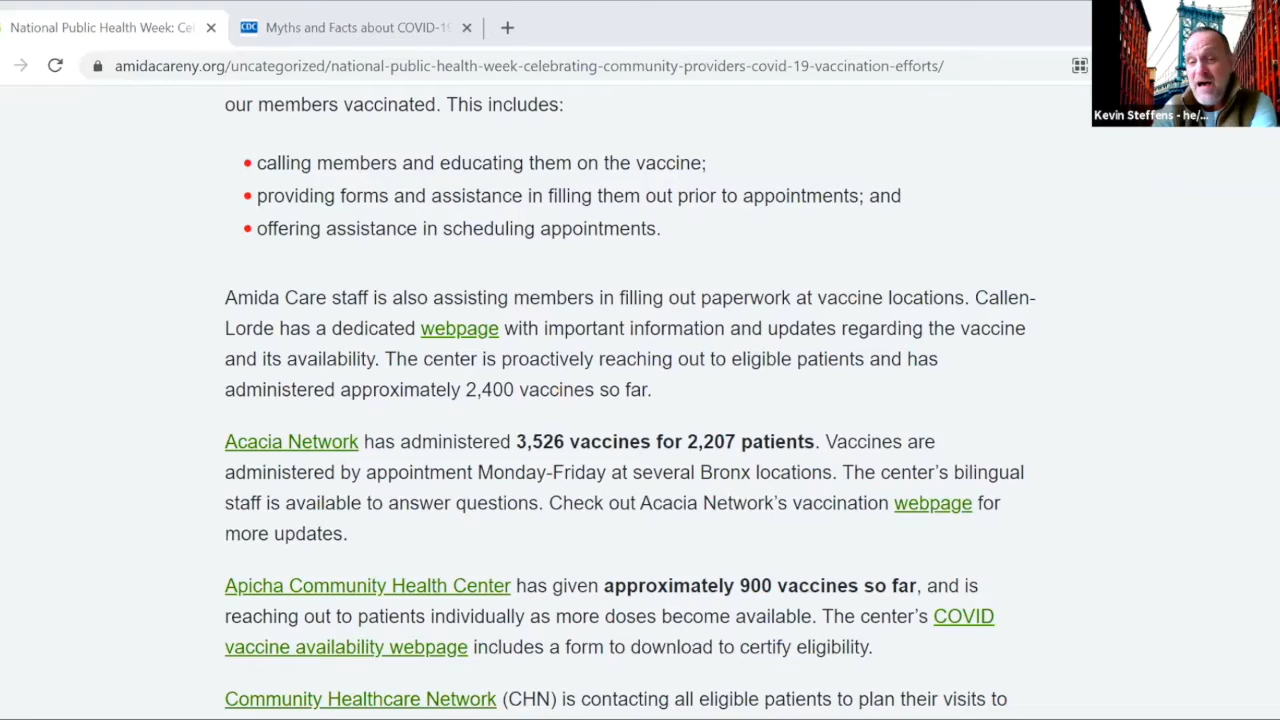 National Public Health Week: Cel
CDC
Myths and Facts about COVID-19
amidacareny.org/uncategorized/national-public-health-week-celebrating-community-providers-covid-19-vaccination-efforts/
Kevin Steffens - he/...
our members vaccinated. This includes:
calling members and educating them on the vaccine;
providing forms and assistance in filling them out prior to appointments; and
offering assistance in scheduling appointments.
Amida Care staff is also assisting members in filling out paperwork at vaccine locations. Callen-
Lorde has a dedicated webpage with important information and updates regarding the vaccine
and its availability. The center is proactively reaching out to eligible patients and has
administered approximately 2,400 vaccines so far.
Acacia Network has administered 3,526 vaccines for 2,207 patients. Vaccines are
administered by appointment Monday-Friday at several Bronx locations. The center’s bilingual
staff is available to answer questions. Check out Acacia Network’s vaccination webpage for
more updates.
Apicha Community Health Center has given approximately 900 vaccines so far, and is
reaching out to patients individually as more doses become available. The center’s COVID
vaccine availability webpage includes a form to download to certify eligibility.
Community Healthcare Network (CHN) is contacting all eligible patients to plan their visits to